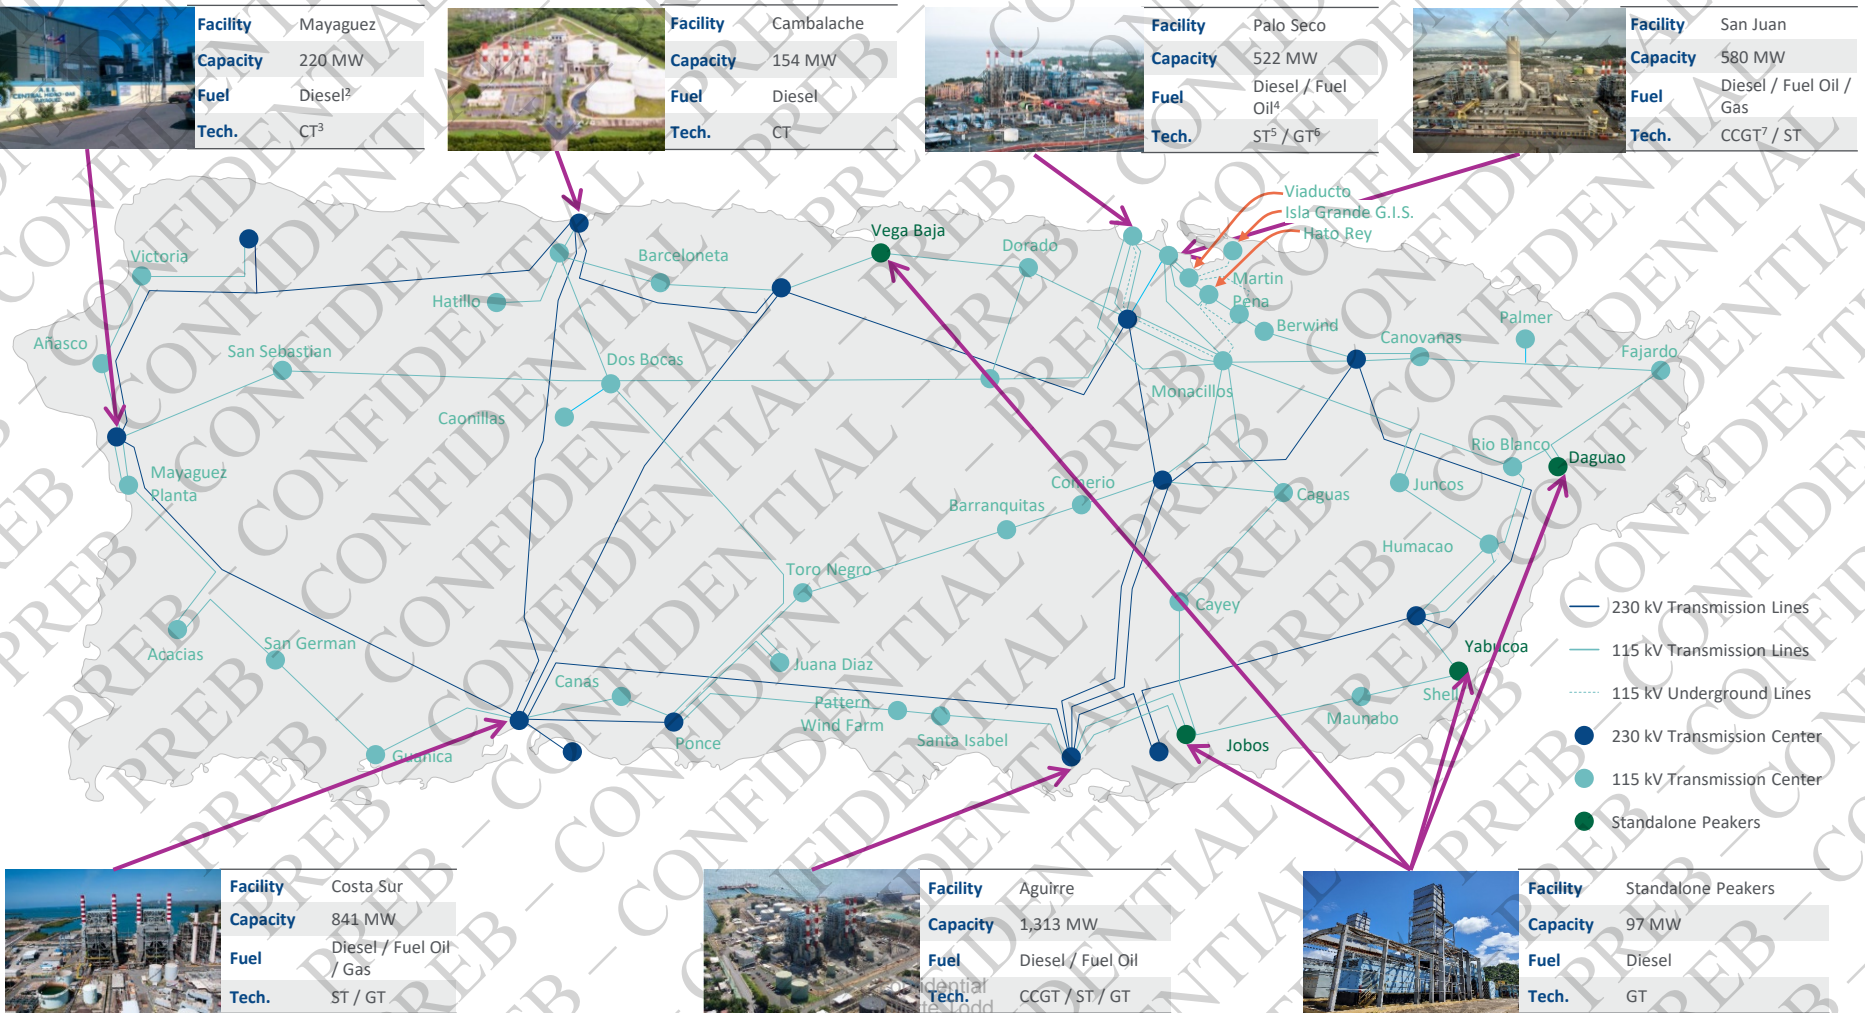 Facility Mayaguez
Capacity 220 MW
Fuel Diesel²
Tech. CT³
Facility Cambalache
Capacity 154 MW
Fuel Diesel
Tech. CT
Facility Palo Seco
Capacity 522 MW
Fuel Diesel / Fuel
Oil⁴
Tech. ST⁵ / GT⁶
Facility San Juan
Capacity 580 MW
Fuel Diesel / Fuel Oil /
Gas
Tech. CCGT⁷ / ST
Viaducto
Isla Grande G.I.S.
Hato Rey
Vega Baja
Dorado
Victoria
Barceloneta
Hatillo
Martin
Pena
Berwind
Palmer
Canovanas
Fajardo
Añasco
San Sebastian
Dos Bocas
Monacillos
Caonillas
Rio Blanco
Daguao
Mayaguez
Planta
Comerio
Caguas
Juncos
Barranquitas
Humacao
Toro Negro
Cayey
Acacias
San German
Juana Diaz
Canas
Pattern
Wind Farm
Santa Isabel
Ponce
Guanica
Yabucoa
Shell
Maunabo
Jobos
230 kV Transmission Lines
115 kV Transmission Lines
115 kV Underground Lines
230 kV Transmission Center
115 kV Transmission Center
Standalone Peakers
Facility Costa Sur
Capacity 841 MW
Fuel Diesel / Fuel Oil
/ Gas
Tech. ST / GT
Facility Aguirre
Capacity 1,313 MW
Fuel Diesel / Fuel Oil
Tech. CCGT / ST / GT
Facility Standalone Peakers
Capacity 97 MW
Fuel Diesel
Tech. GT
PREB – CONFIDENTIAL – PREB – CONFIDENTIAL – PREB